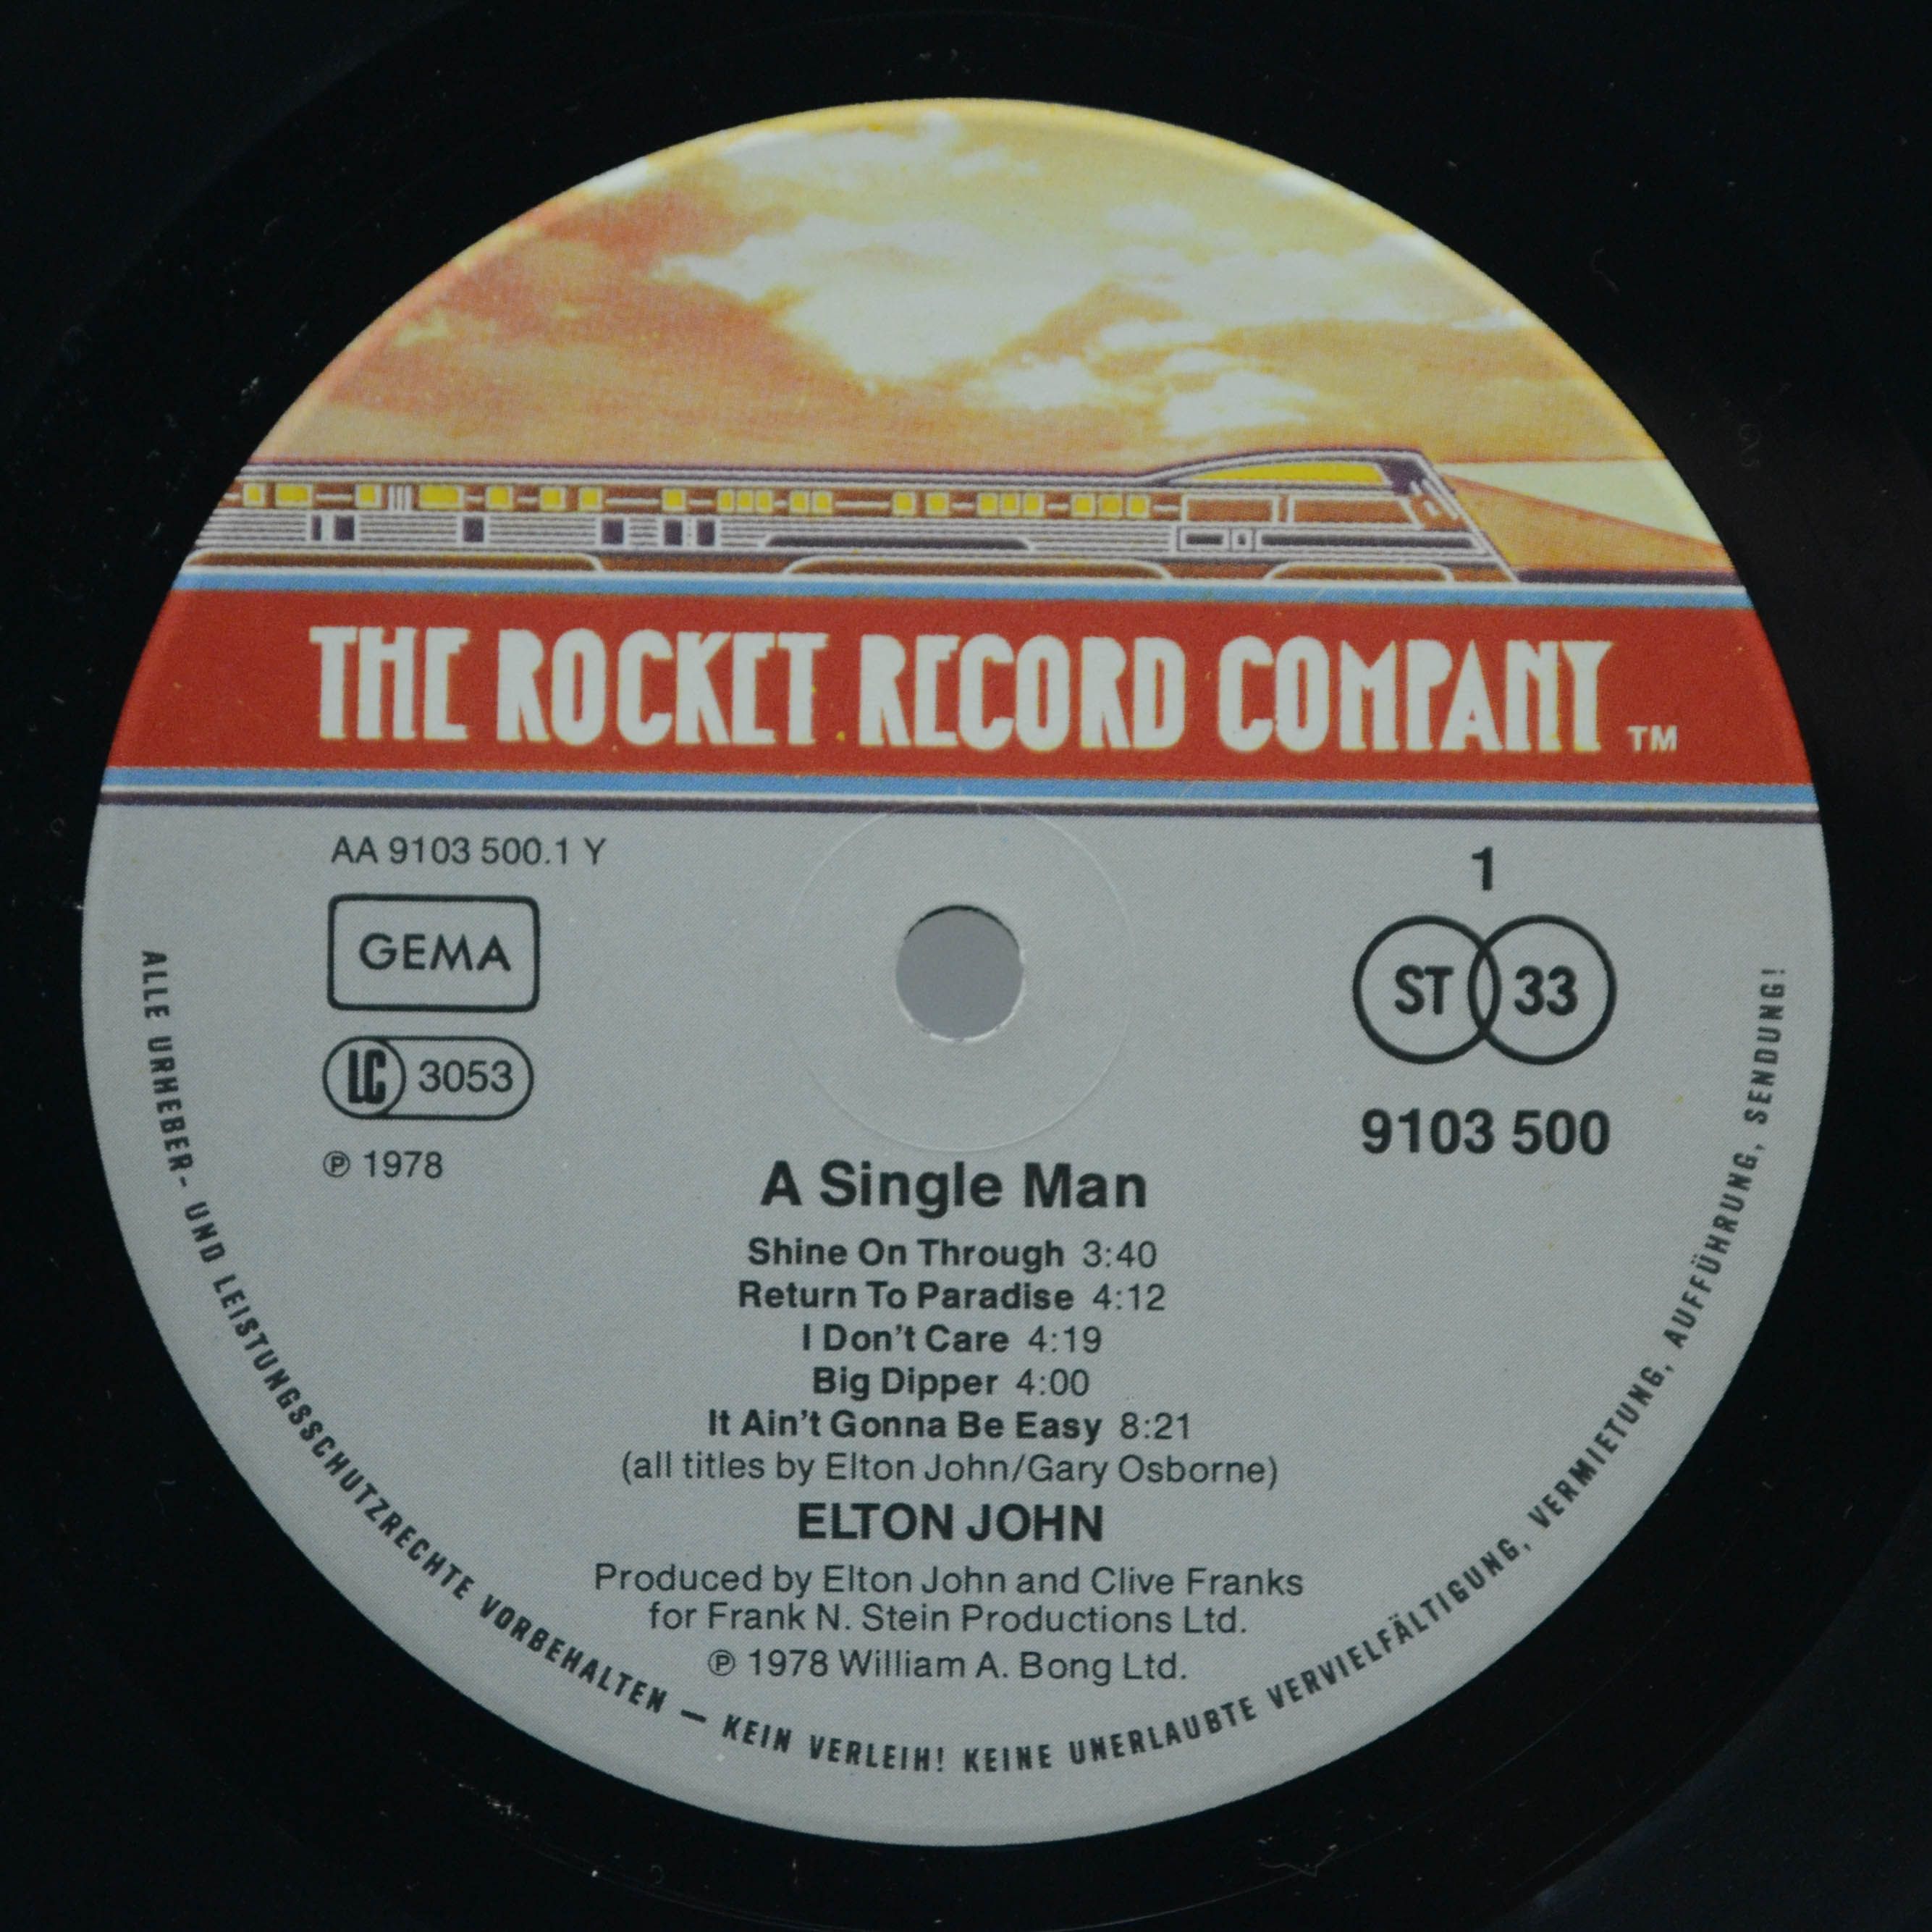 THE ROCKET RECORD COMPANY TM
AA 9103 500.1 Y
1
GEMA
ST 33
LC 3053
9103 500
℗ 1978
A Single Man
Shine On Through 3:40
Return To Paradise 4:12
I Don't Care 4:19
Big Dipper 4:00
It Ain't Gonna Be Easy 8:21
(all titles by Elton John/Gary Osborne)
ELTON JOHN
Produced by Elton John and Clive Franks
for Frank N. Stein Productions Ltd.
℗ 1978 William A. Bong Ltd.
ALLE URHEBER- UND LEISTUNGSSCHUTZRECHTE VORBEHALTEN — KEIN VERLEIH! KEINE UNERLAUBTE VERVIELFÄLTIGUNG, VERMIETUNG, AUFFÜHRUNG, SENDUNG!